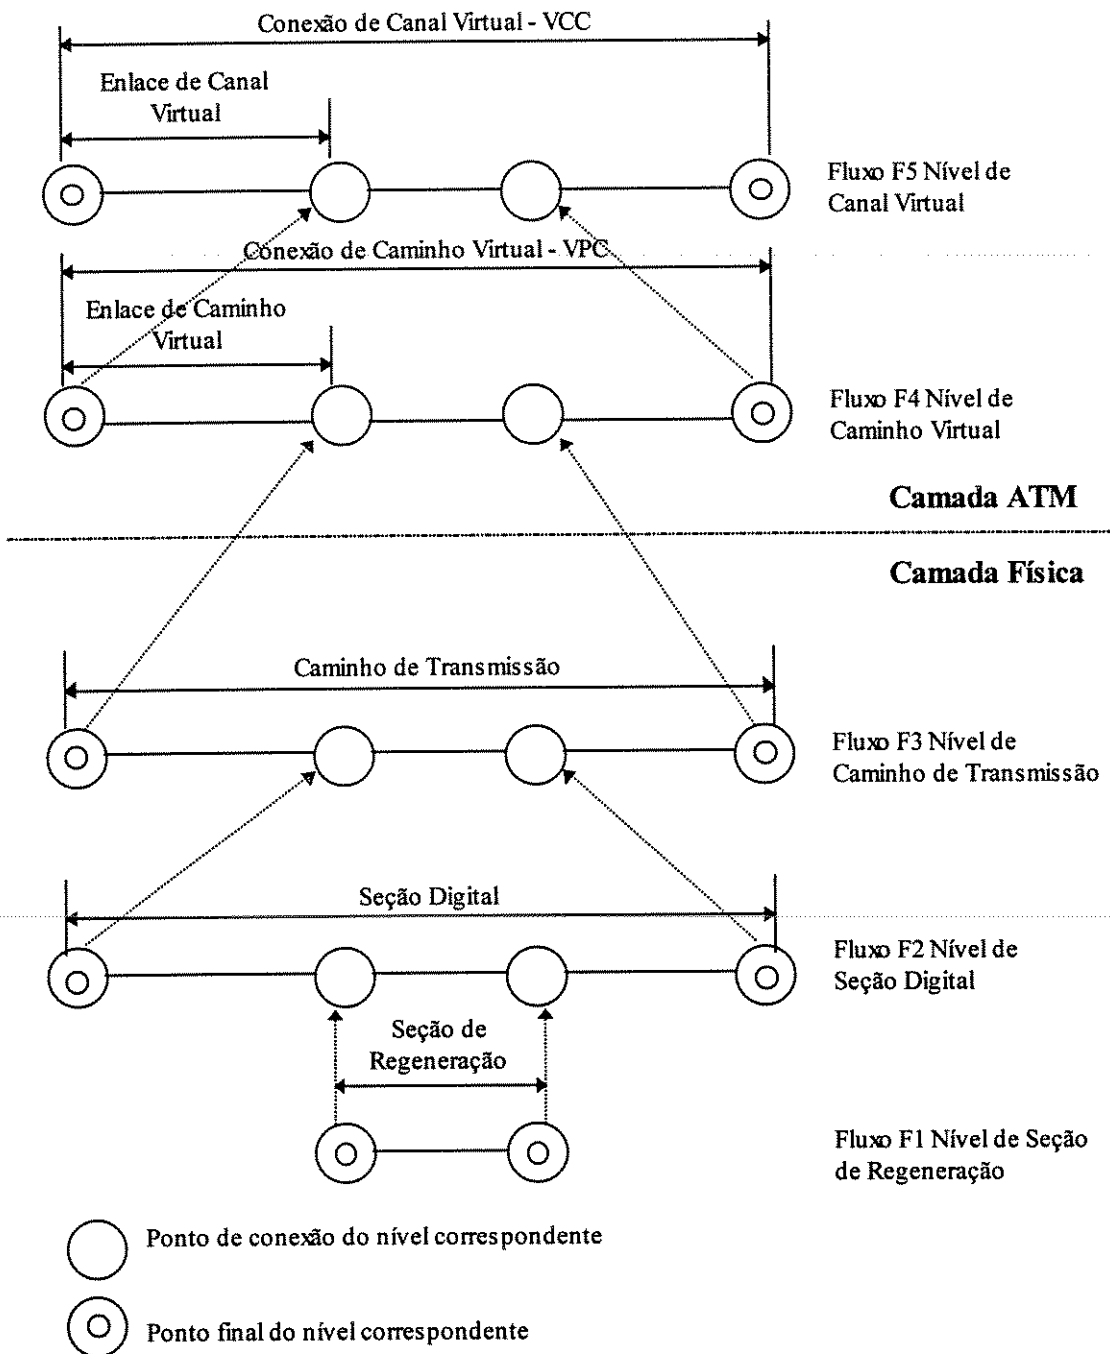 Conexão de Canal Virtual - VCC
Enlace de Canal
Virtual
Fluxo F5 Nível de
Canal Virtual
Conexão de Caminho Virtual - VPC
Enlace de Caminho
Virtual
Fluxo F4 Nível de
Caminho Virtual
Camada ATM
Camada Física
Caminho de Transmissão
Fluxo F3 Nível de
Caminho de Transmissão
Seção Digital
Fluxo F2 Nível de
Seção Digital
Seção de
Regeneração
Fluxo F1 Nível de Seção
de Regeneração
Ponto de conexão do nível correspondente
Ponto final do nível correspondente